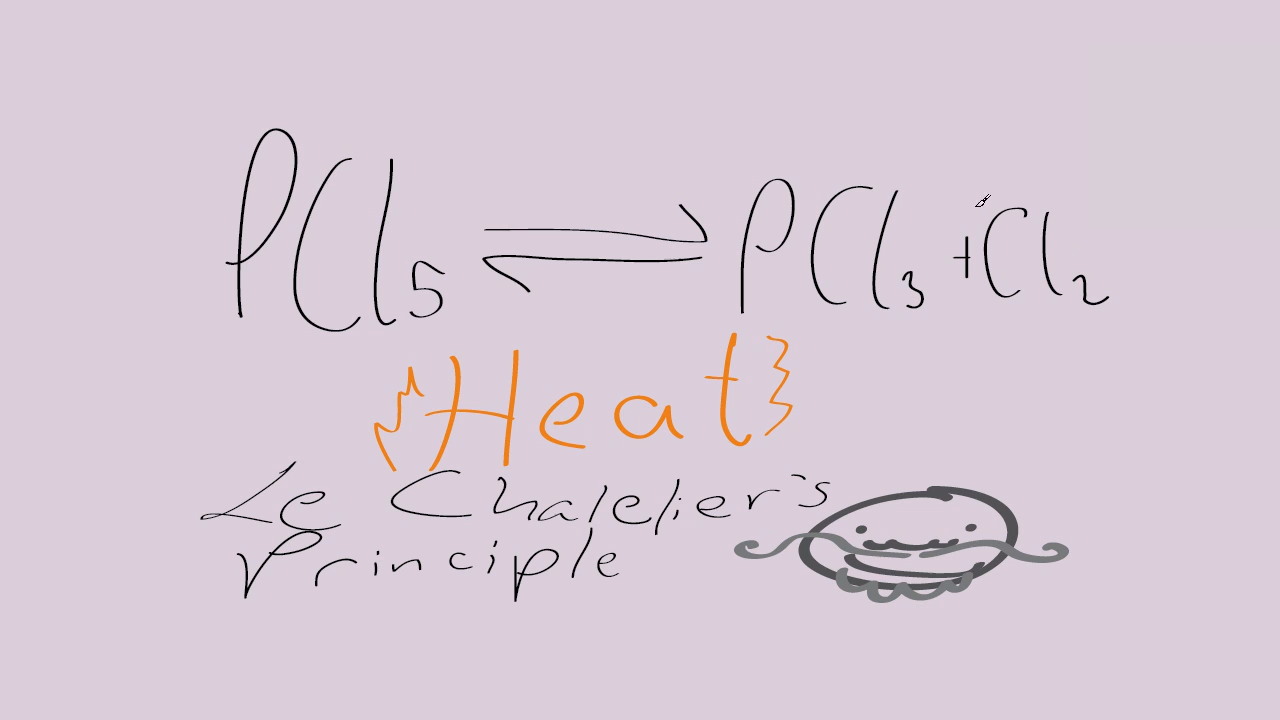 PCl₅ ⇌ PCl₃ + Cl₂
Heat
Le Chatelier's
Principle